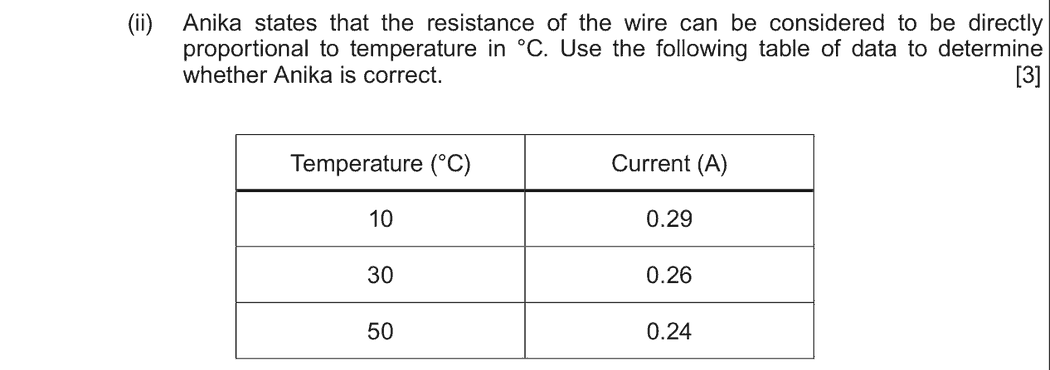 (ii) Anika states that the resistance of the wire can be considered to be directly
proportional to temperature in °C. Use the following table of data to determine
whether Anika is correct. [3]
Temperature (°C) Current (A)
10 0.29
30 0.26
50 0.24